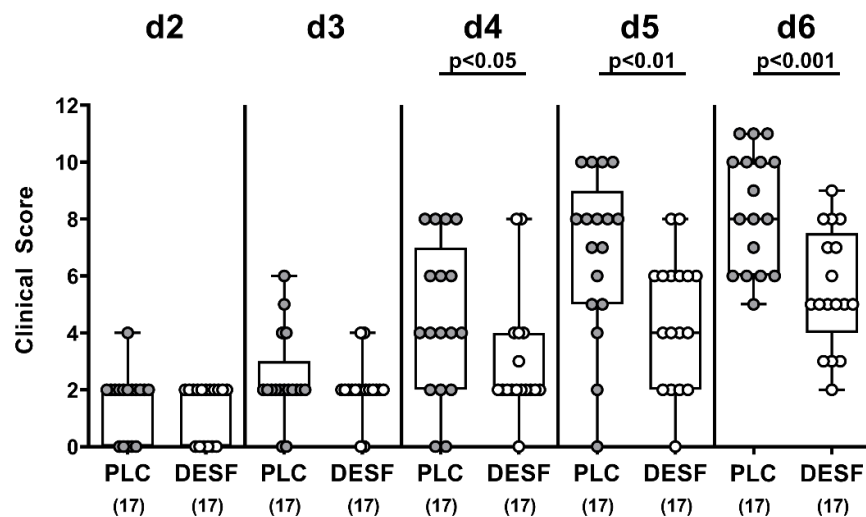 d2 d3 d4 d5 d6
p<0.05 p<0.01 p<0.001
Clinical Score
12
10
8
6
4
2
0
PLC DESF PLC DESF PLC DESF PLC DESF PLC DESF
(17) (17) (17) (17) (17) (17) (17) (17) (17) (17)